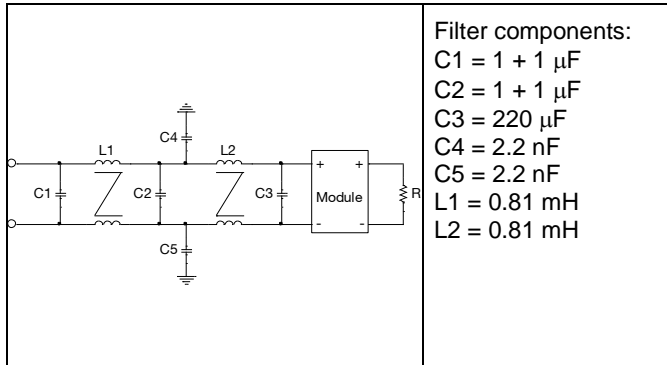 Filter components:
C1 = 1 + 1 μF
C2 = 1 + 1 μF
C3 = 220 μF
C4 = 2.2 nF
C5 = 2.2 nF
L1 = 0.81 mH
L2 = 0.81 mH
C4
L1
L2
C1
C2
C3
+
+
Module
R
-
-
C5